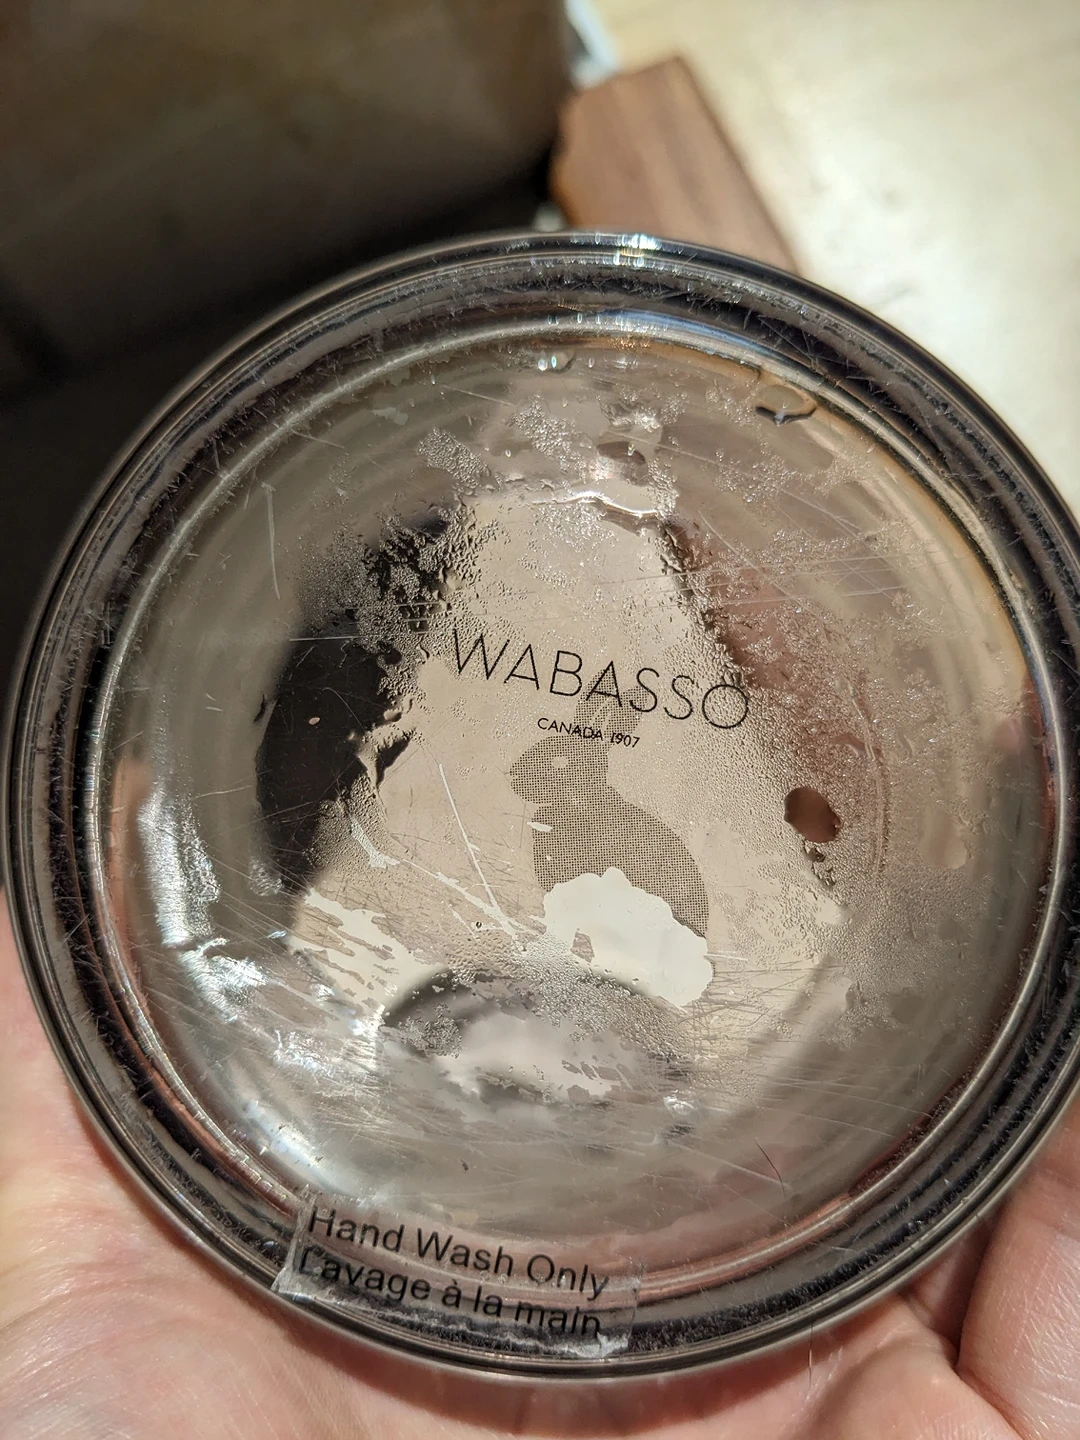 WABASSO
CANADA 1907
Hand Wash Only
Lavage à la main